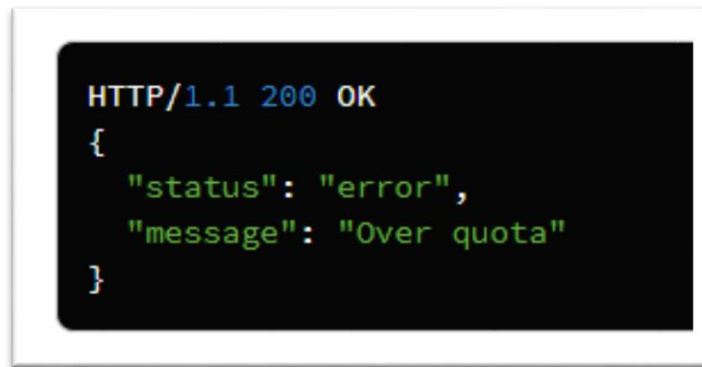 HTTP/1.1 200 OK
{
"status": "error",
"message": "Over quota"
}